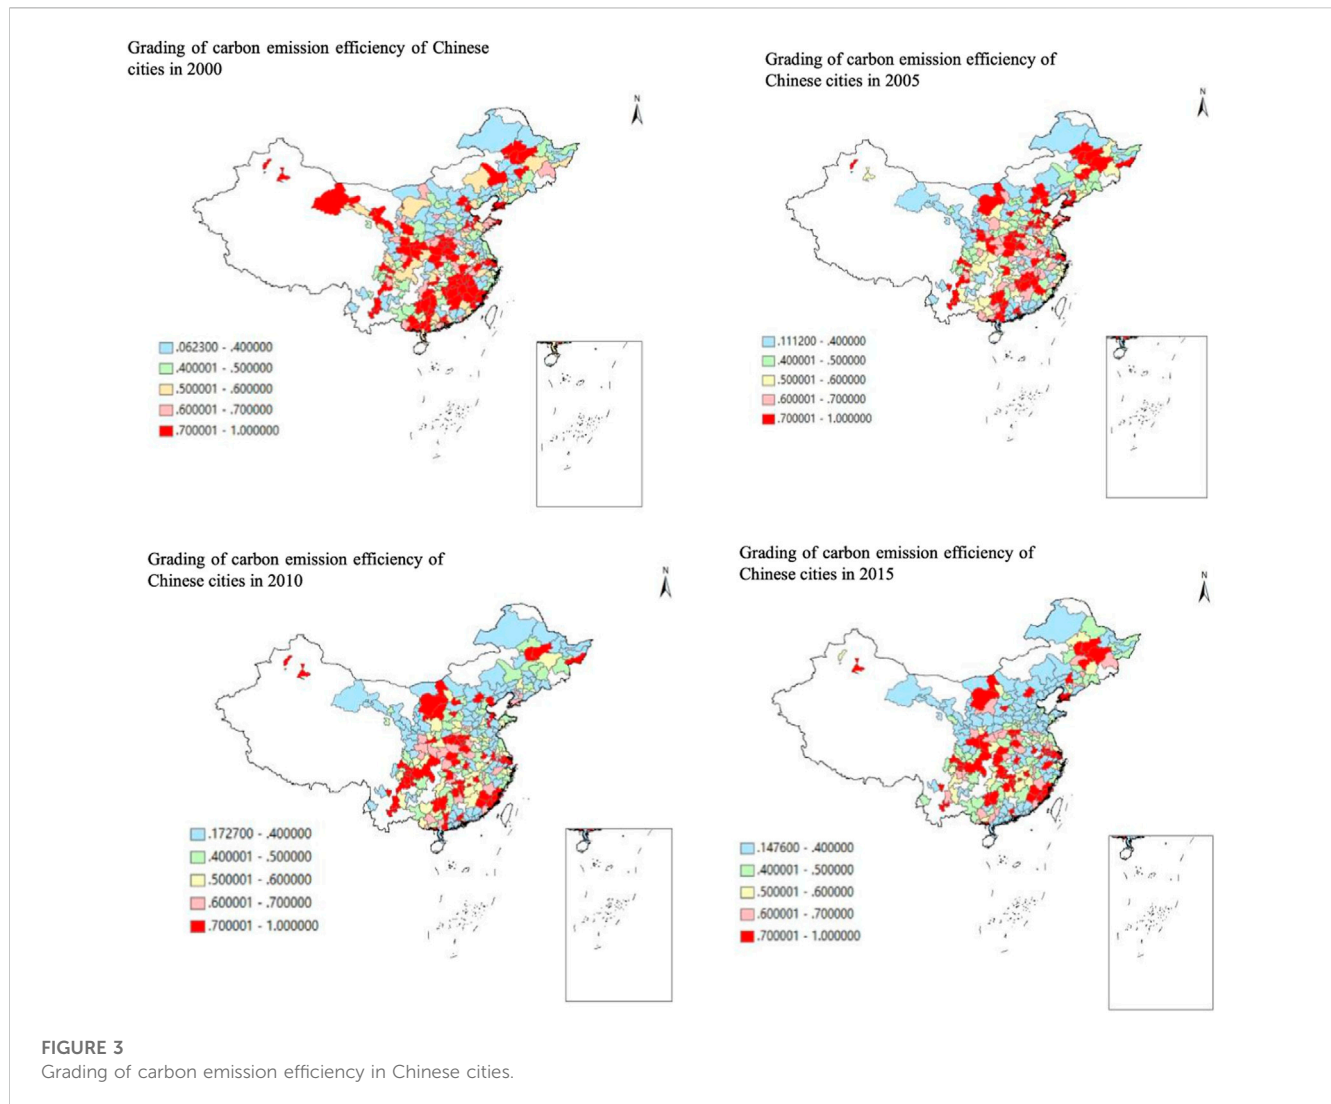 Grading of carbon emission efficiency of Chinese
cities in 2000
N
.062300 - .400000
.400001 - .500000
.500001 - .600000
.600001 - .700000
.700001 - 1.000000
Grading of carbon emission efficiency of
Chinese cities in 2005
N
.111200 - .400000
.400001 - .500000
.500001 - .600000
.600001 - .700000
.700001 - 1.000000
Grading of carbon emission efficiency of
Chinese cities in 2010
N
.172700 - .400000
.400001 - .500000
.500001 - .600000
.600001 - .700000
.700001 - 1.000000
Grading of carbon emission efficiency of
Chinese cities in 2015
N
.147600 - .400000
.400001 - .500000
.500001 - .600000
.600001 - .700000
.700001 - 1.000000
FIGURE 3
Grading of carbon emission efficiency in Chinese cities.